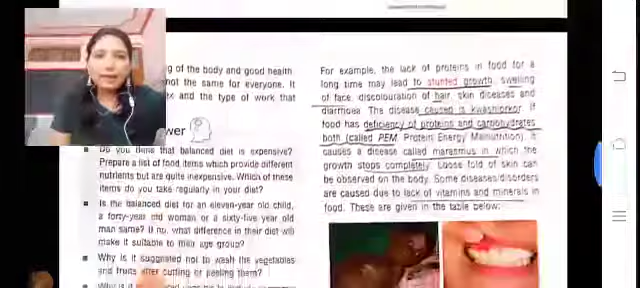 g of the body and good health
not the same for everyone. It
ex and the type of work that
wer
Do you think that balanced diet is expensive?
Prepare a list of food items which provide different
nutrients but are quite inexpensive. Which of these
items do you take regularly in your diet?
Is the balanced diet for an eleven-year old child,
a forty-year old woman or a sixty-five year old
man same? If no, what difference in their diet will
make it suitable to their age group?
Why is it suggested not to wash the vegetables
and fruits after cutting or peeling them?
For example, the lack of proteins in food for a
long time may lead to stunted growth, swelling
of face, discolouration of hair, skin diseases and
diarrhoea. The disease caused is kwashiorkor. If
food has deficiency of proteins and carbohydrates
both (called PEM, Protein Energy Malnutrition), it
causes a disease called marasmus in which the
growth stops completely. Loose fold of skin can
be observed on the body. Some diseases/disorders
are caused due to lack of vitamins and minerals in
food. These are given in the table below: